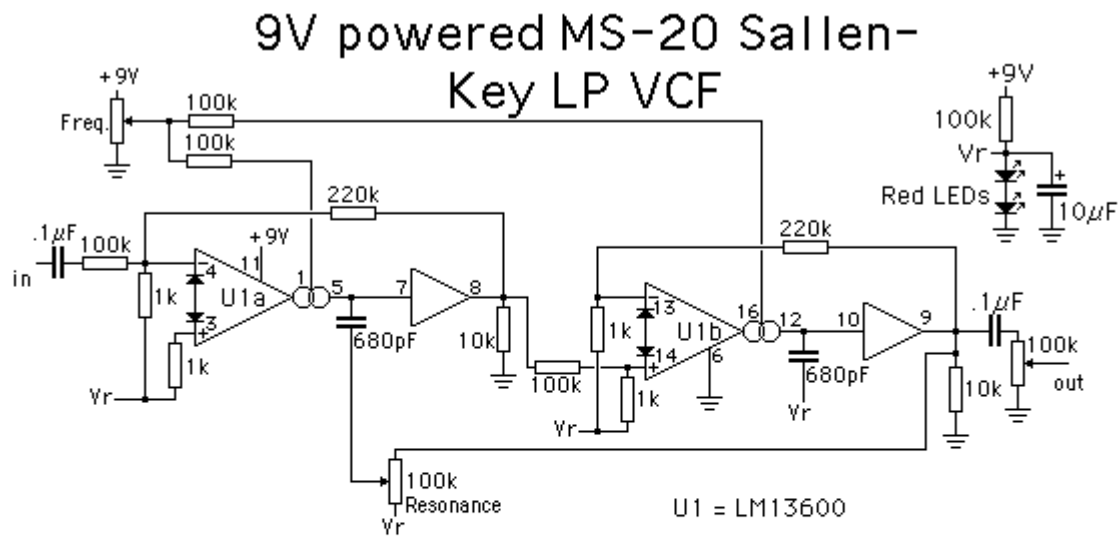 9V powered MS-20 Sallen-
Key LP VCF
+9V
Freq.
100k
100k
+9V
100k
Vr
Red LEDs
+
10µF
220k
.1µF
100k
in
+9V
11
-
4
1
5
U1a
3
+
1k
1k
Vr
7
8
680pF
10k
220k
-
13
16
12
U1b
14
+
6
1k
100k
1k
Vr
10
9
680pF
Vr
.1µF
100k
out
10k
100k
Resonance
Vr
U1 = LM13600